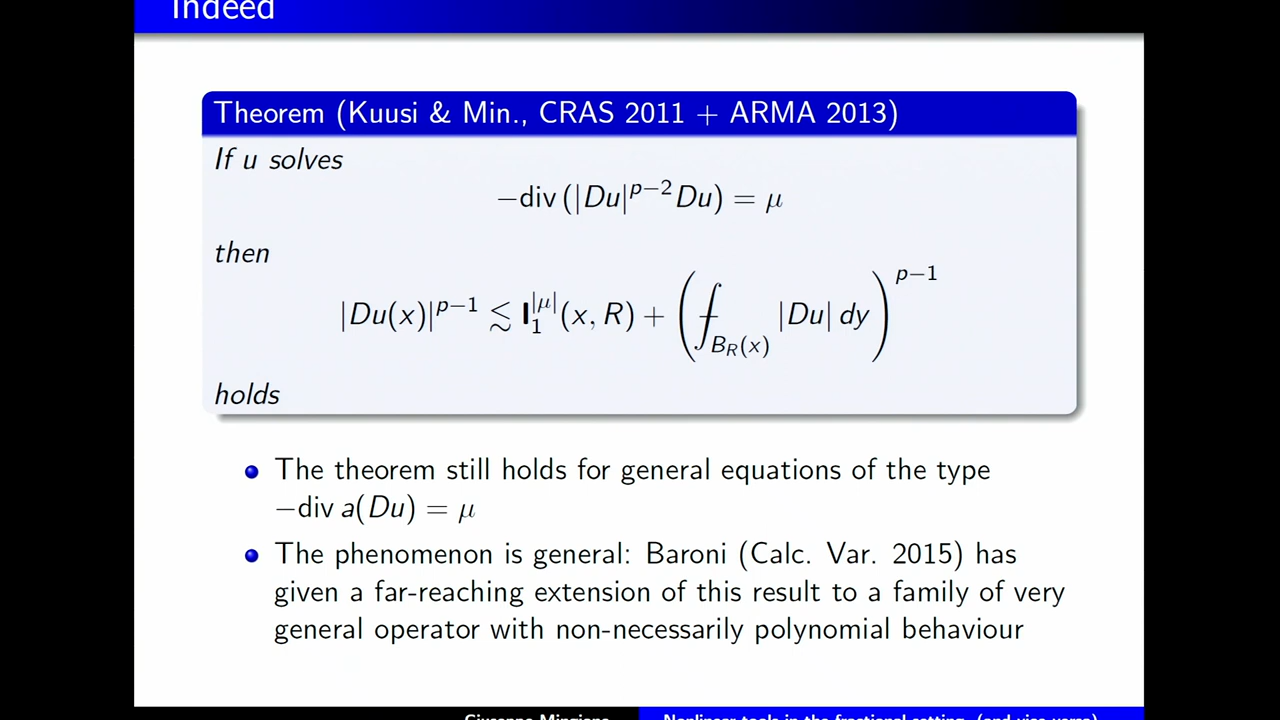 Indeed
Theorem (Kuusi & Min., CRAS 2011 + ARMA 2013)
If u solves
−div (|Du|^{p−2} Du) = μ
then
|Du(x)|^{p−1} ≲ I_1^{|μ|}(x, R) + (⨍_{B_R(x)} |Du| dy)^{p−1}
holds
The theorem still holds for general equations of the type
−div a(Du) = μ
The phenomenon is general: Baroni (Calc. Var. 2015) has
given a far-reaching extension of this result to a family of very
general operator with non-necessarily polynomial behaviour
Giuseppe Mingione Nonlinear tools in the fractional setting (and vice versa)